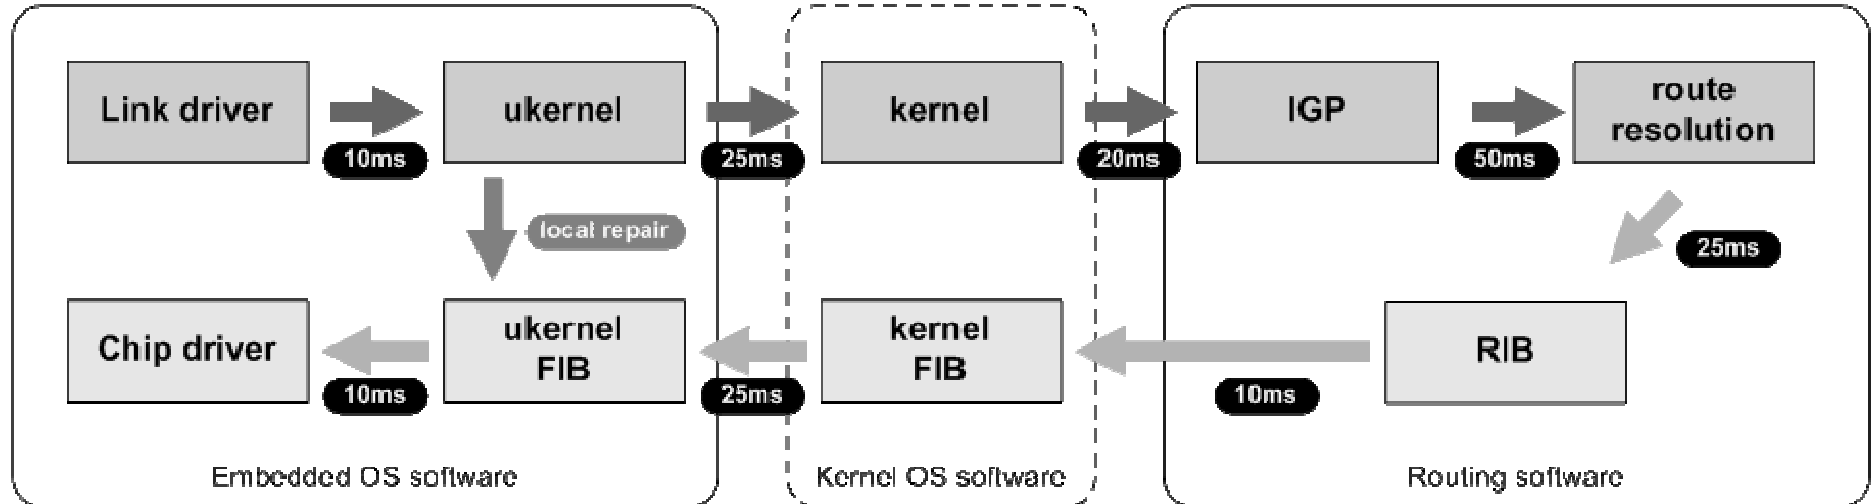 Link driver
ukernel
kernel
IGP
route
resolution
10ms
25ms
20ms
50ms
local repair
25ms
Chip driver
ukernel
FIB
kernel
FIB
RIB
10ms
25ms
10ms
Embedded OS software
Kernel OS software
Routing software